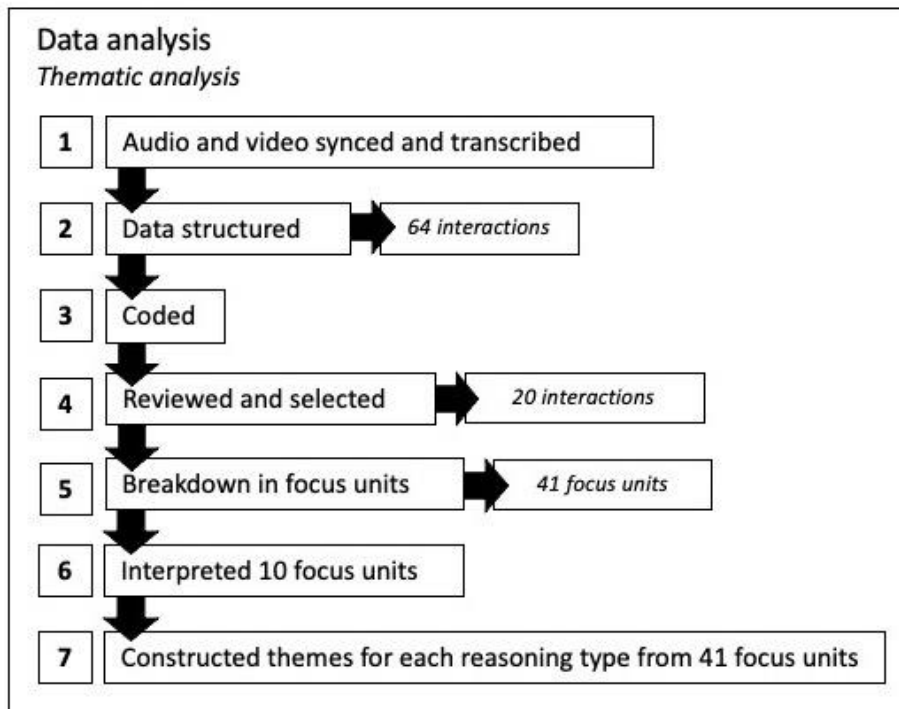 Data analysis
Thematic analysis
1 Audio and video synced and transcribed
2 Data structured 64 interactions
3 Coded
4 Reviewed and selected 20 interactions
5 Breakdown in focus units 41 focus units
6 Interpreted 10 focus units
7 Constructed themes for each reasoning type from 41 focus units